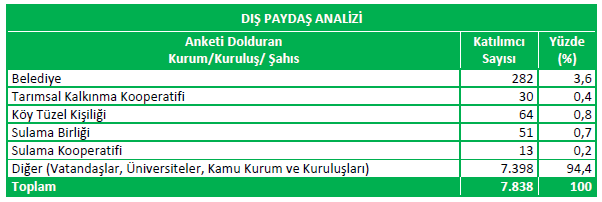 DIŞ PAYDAŞ ANALİZİ
Anketi Dolduran Kurum/Kuruluş/ Şahıs | Katılımcı Sayısı | Yüzde (%)
Belediye 282 3,6
Tarımsal Kalkınma Kooperatifi 30 0,4
Köy Tüzel Kişiliği 64 0,8
Sulama Birliği 51 0,7
Sulama Kooperatifi 13 0,2
Diğer (Vatandaşlar, Üniversiteler, Kamu Kurum ve Kuruluşları) 7.398 94,4
Toplam 7.838 100